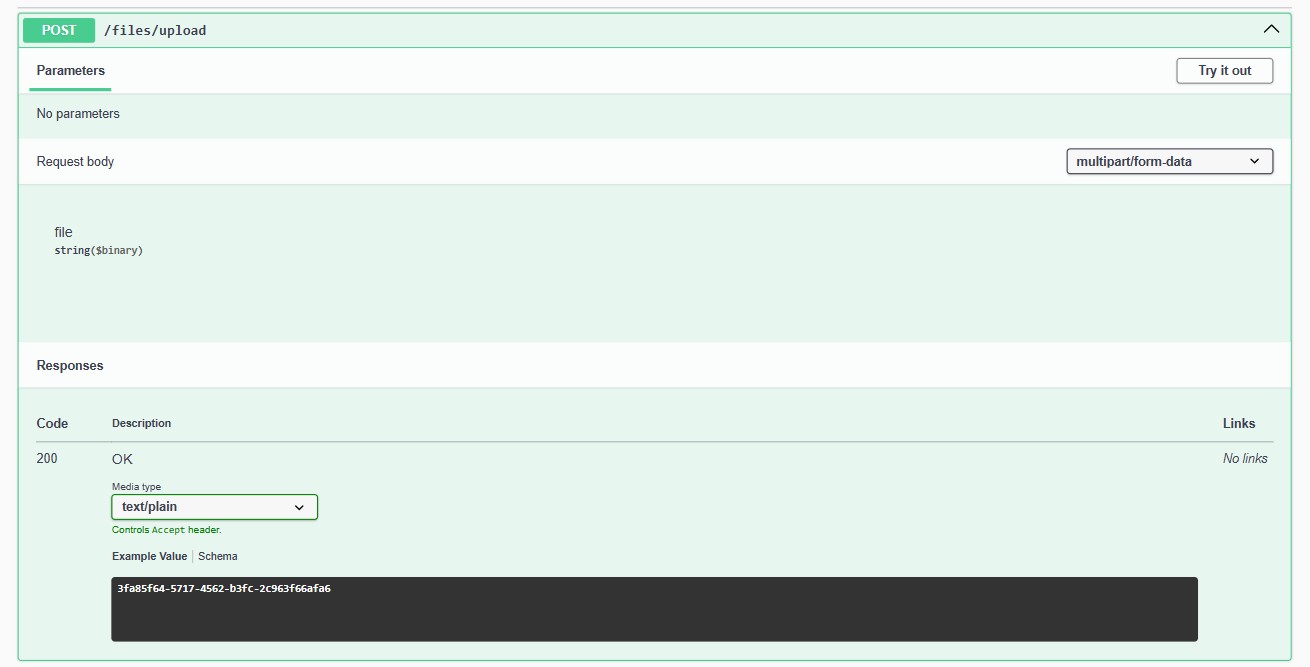 POST /files/upload
Parameters
Try it out
No parameters
Request body
multipart/form-data
file
string($binary)
Responses
Code Description Links
200 OK No links
Media type
text/plain
Controls Accept header.
Example Value Schema
3fa85f64-5717-4562-b3fc-2c963f66afa6